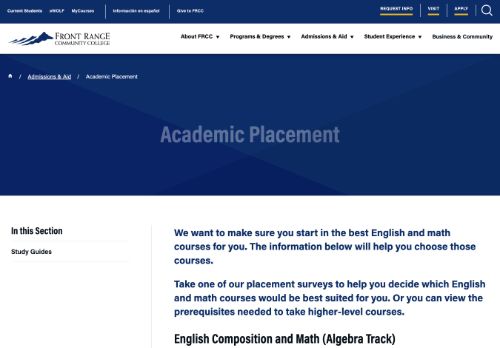 Current Students eWOLF MyCourses Información en español Give to FRCC REQUEST INFO VISIT APPLY
FRONT RANGE
COMMUNITY COLLEGE
About FRCC Programs & Degrees Admissions & Aid Student Experience Business & Community
/ Admissions & Aid / Academic Placement
Academic Placement
In this Section
Study Guides
We want to make sure you start in the best English and math
courses for you. The information below will help you choose those
courses.
Take one of our placement surveys to help you decide which English
and math courses would be best suited for you. Or you can view the
prerequisites needed to take higher-level courses.
English Composition and Math (Algebra Track)